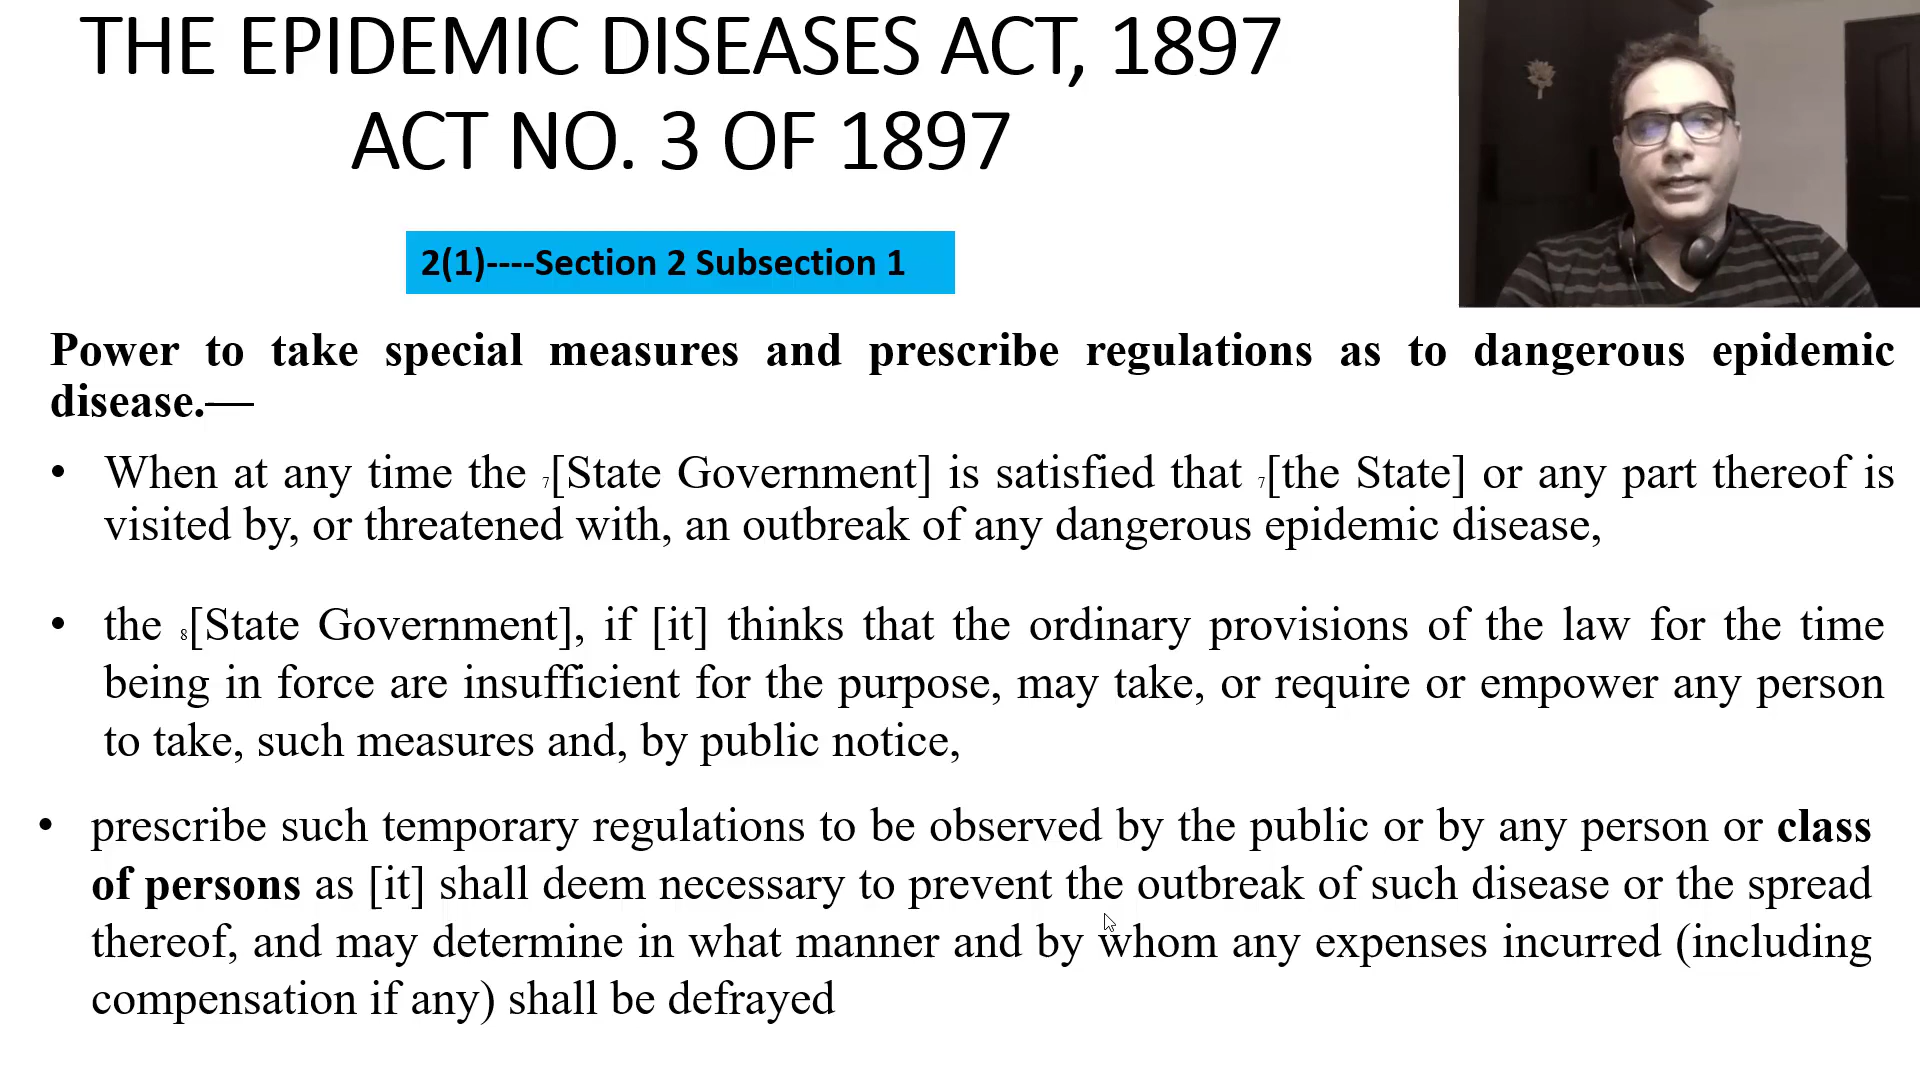 THE EPIDEMIC DISEASES ACT, 1897
ACT NO. 3 OF 1897
2(1)----Section 2 Subsection 1
Power to take special measures and prescribe regulations as to dangerous epidemic
disease.—
• When at any time the 7[State Government] is satisfied that 7[the State] or any part thereof is
visited by, or threatened with, an outbreak of any dangerous epidemic disease,
• the 8[State Government], if [it] thinks that the ordinary provisions of the law for the time
being in force are insufficient for the purpose, may take, or require or empower any person
to take, such measures and, by public notice,
• prescribe such temporary regulations to be observed by the public or by any person or class
of persons as [it] shall deem necessary to prevent the outbreak of such disease or the spread
thereof, and may determine in what manner and by whom any expenses incurred (including
compensation if any) shall be defrayed